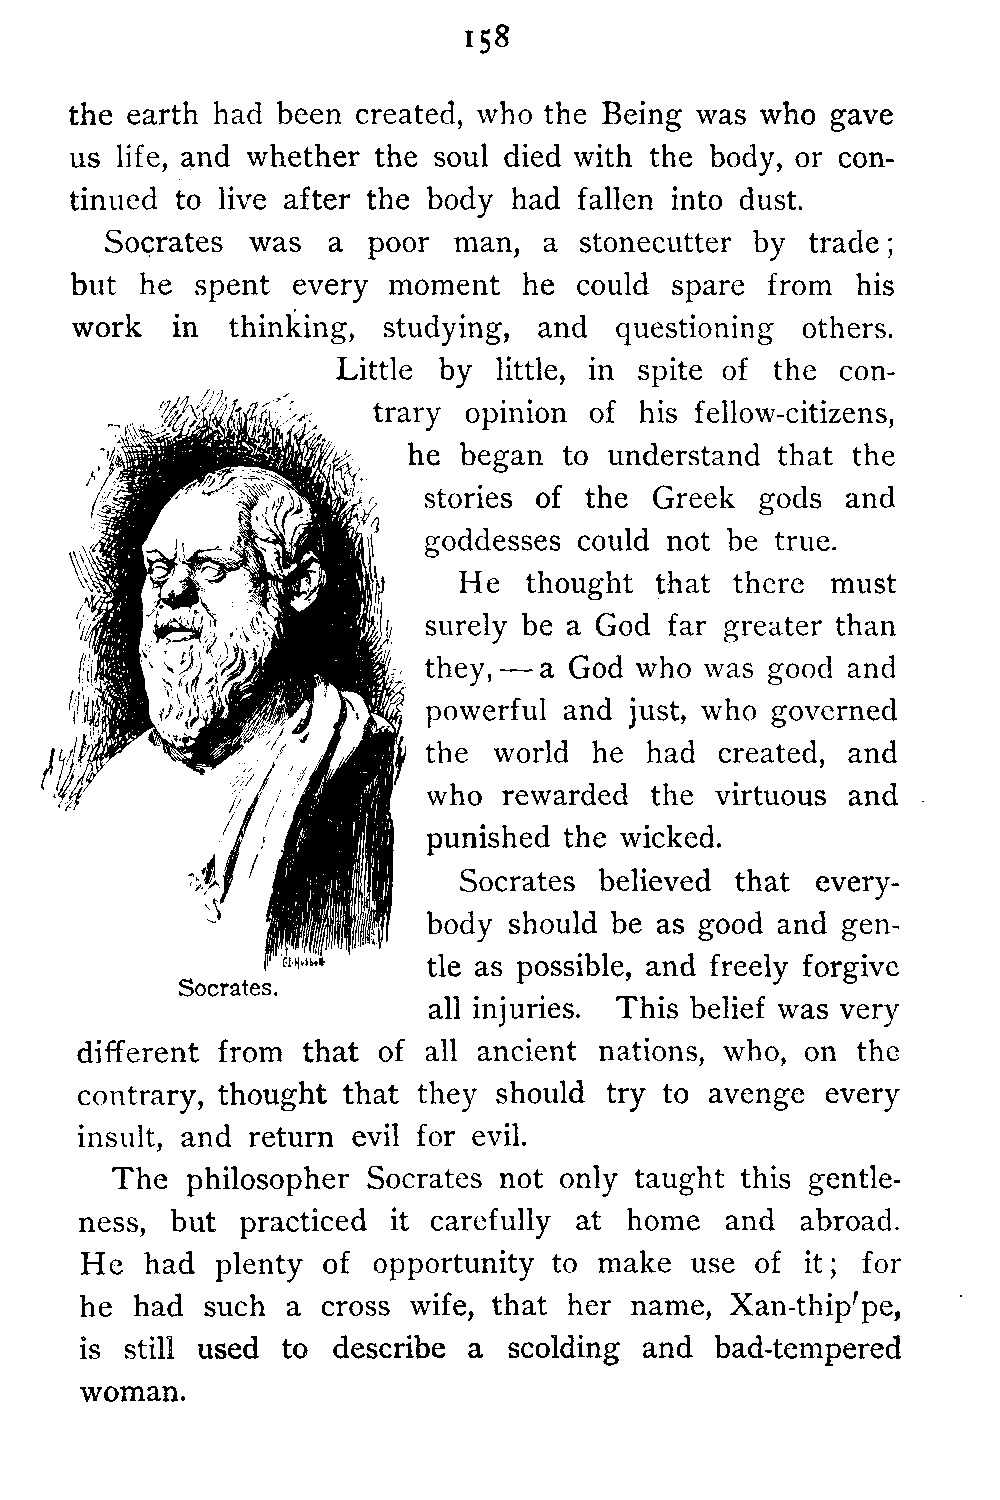 158
the earth had been created, who the Being was who gave
us life, and whether the soul died with the body, or con-
tinued to live after the body had fallen into dust.
Socrates was a poor man, a stonecutter by trade;
but he spent every moment he could spare from his
work in thinking, studying, and questioning others.
Little by little, in spite of the con-
trary opinion of his fellow-citizens,
he began to understand that the
stories of the Greek gods and
goddesses could not be true.
He thought that there must
surely be a God far greater than
they, — a God who was good and
powerful and just, who governed
the world he had created, and
who rewarded the virtuous and
punished the wicked.
Socrates believed that every-
body should be as good and gen-
tle as possible, and freely forgive
all injuries. This belief was very
Socrates.
different from that of all ancient nations, who, on the
contrary, thought that they should try to avenge every
insult, and return evil for evil.
The philosopher Socrates not only taught this gentle-
ness, but practiced it carefully at home and abroad.
He had plenty of opportunity to make use of it; for
he had such a cross wife, that her name, Xan-thip′pe,
is still used to describe a scolding and bad-tempered
woman.